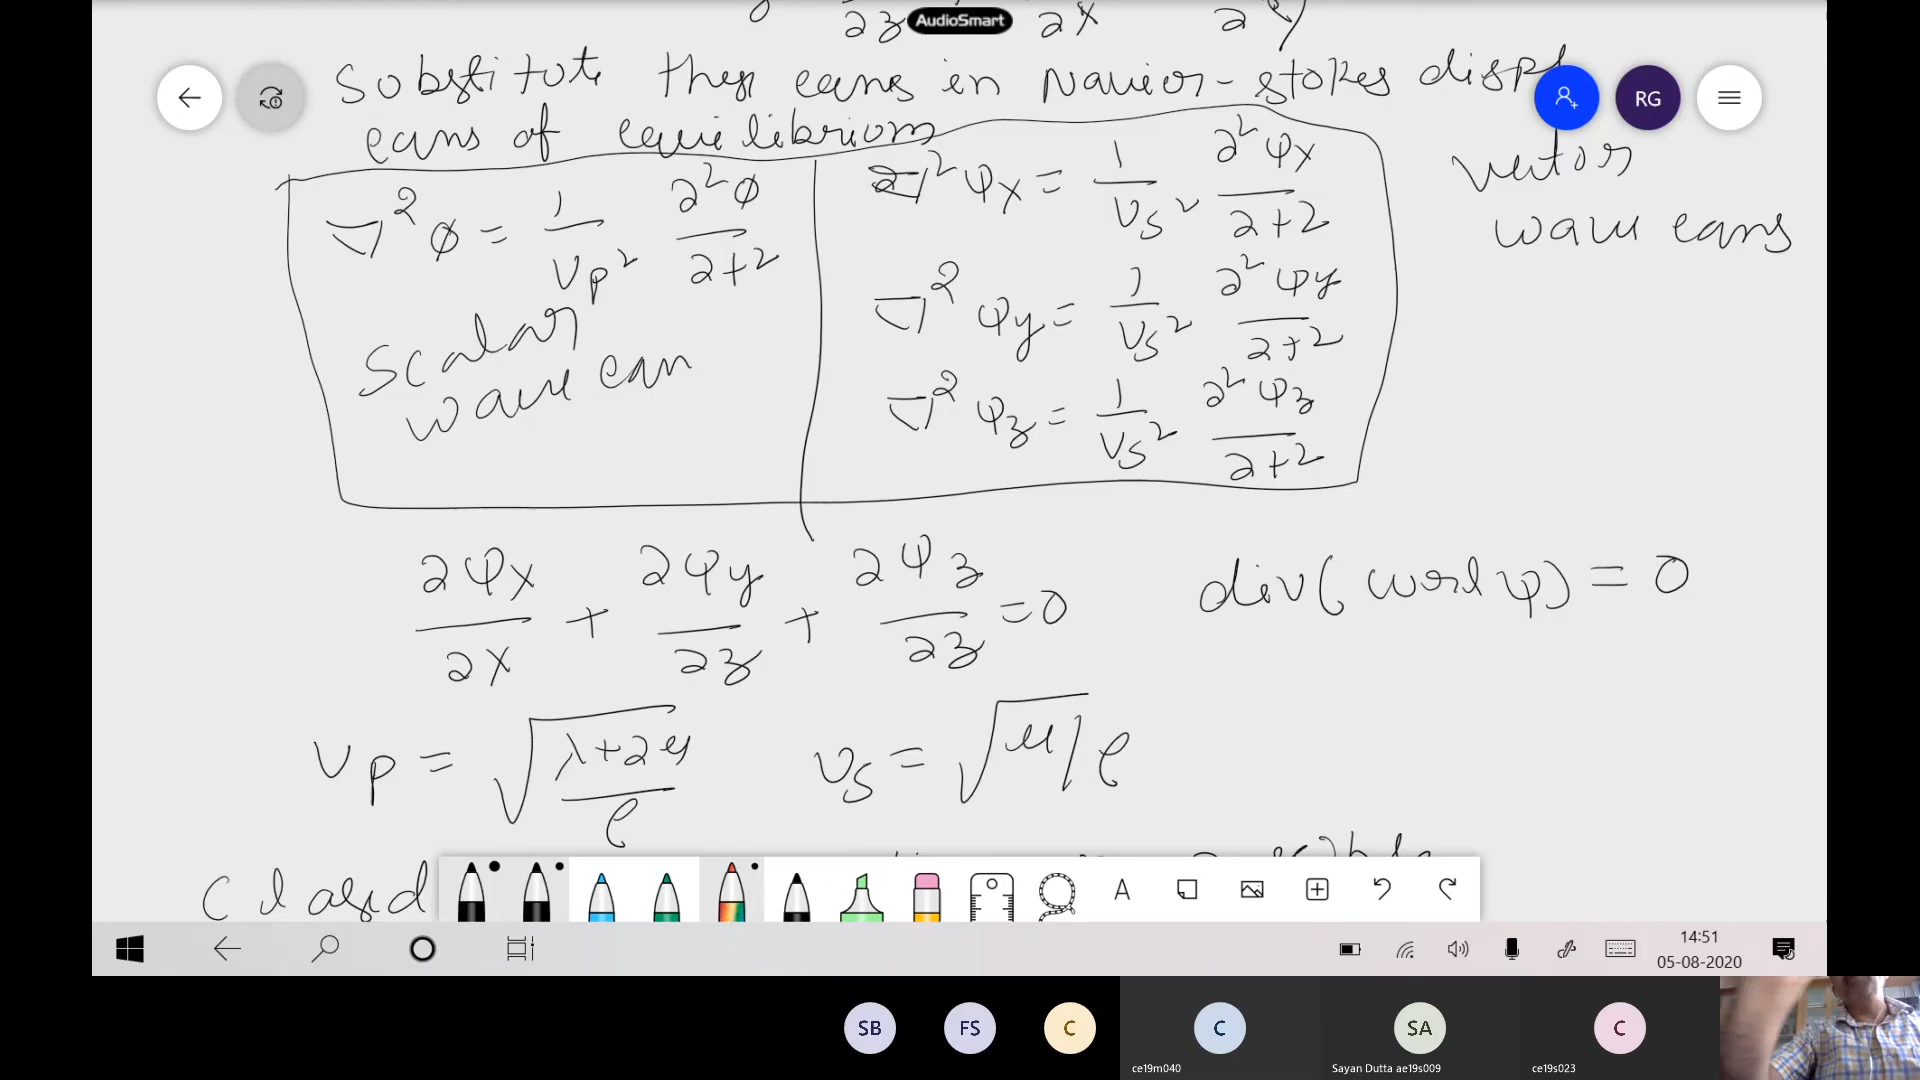 ∂z ∂x ∂y
AudioSmart
Substitute these eqns in Navier-Stokes displ
RG
eqns of equilibrium
∇²φ = 1/Vp² ∂²φ/∂t²
Scalar
wave eqn
∇²ψx = 1/Vs² ∂²ψx/∂t²
∇²ψy = 1/Vs² ∂²ψy/∂t²
∇²ψz = 1/Vs² ∂²ψz/∂t²
vector
wave eqns
∂ψx/∂x + ∂ψy/∂z + ∂ψz/∂z = 0
div(curl ψ) = 0
Vp = √((λ+2μ)/ρ)
Vs = √(μ/ρ)
A
14:51
05-08-2020
SB FS C C SA C
ce19m040
Sayan Dutta ae19s009
ce19s023